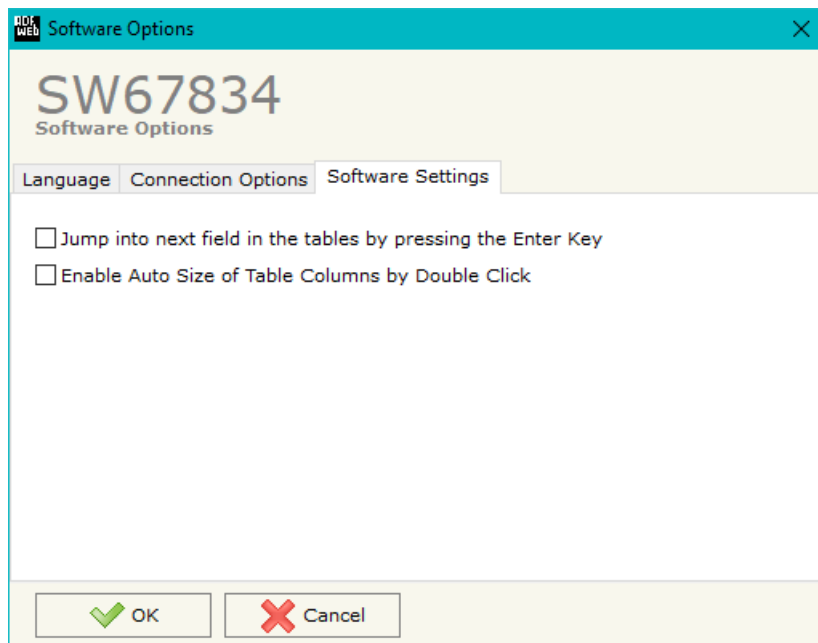 ADF
WEB
Software Options
SW67834
Software Options
Language Connection Options Software Settings
Jump into next field in the tables by pressing the Enter Key
Enable Auto Size of Table Columns by Double Click
OK Cancel